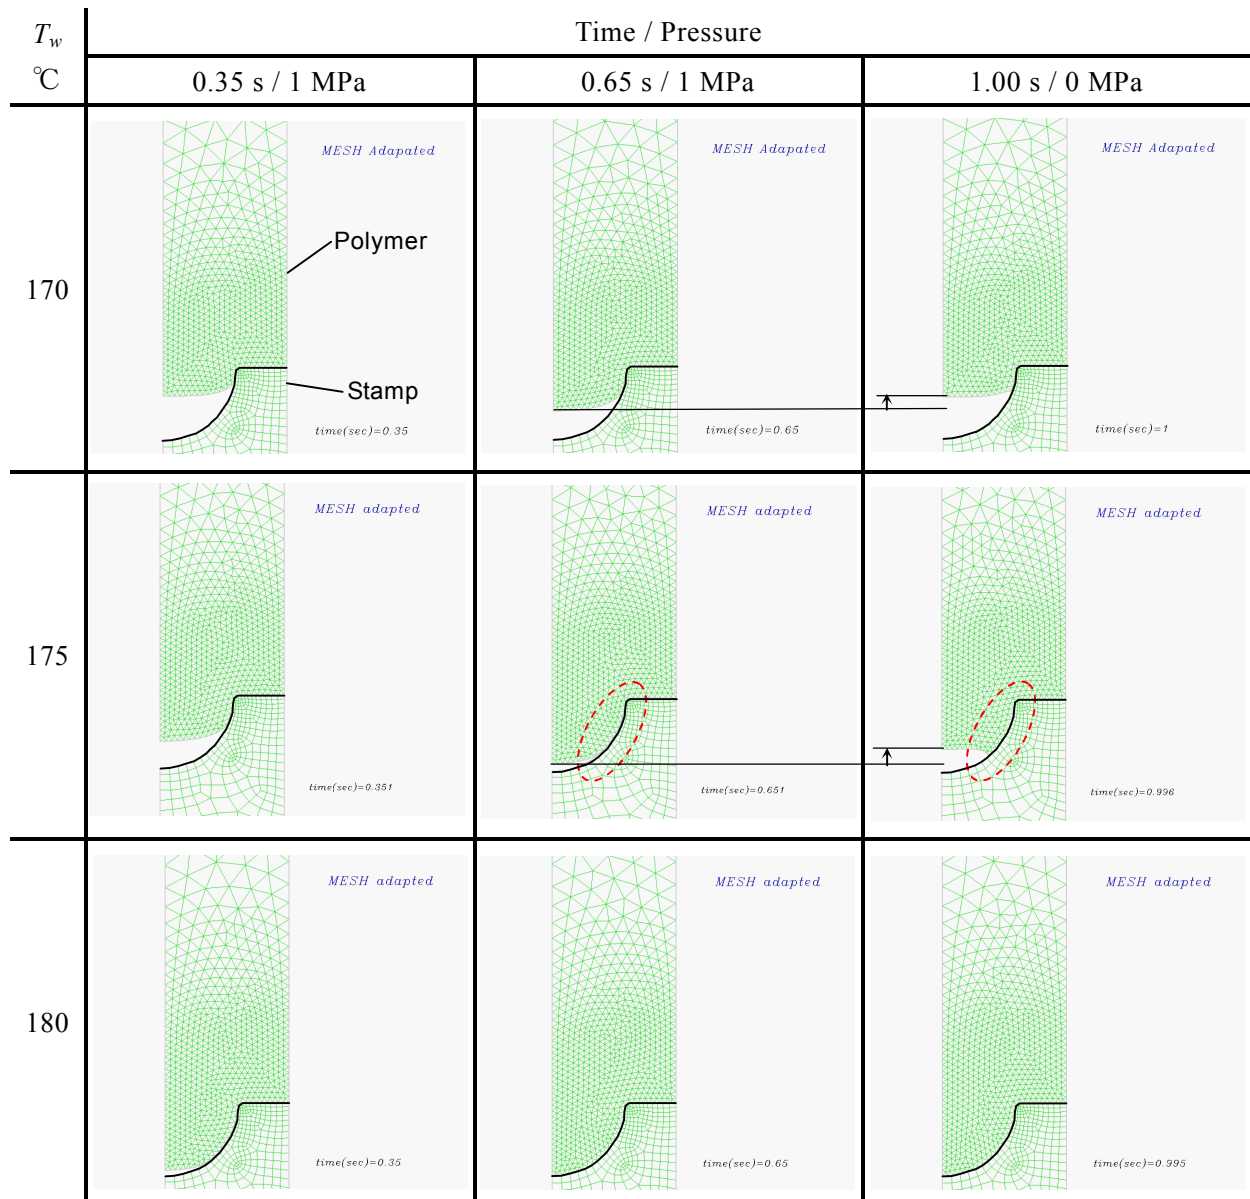 T_w
℃
Time / Pressure
0.35 s / 1 MPa
0.65 s / 1 MPa
1.00 s / 0 MPa
170
MESH Adapated
Polymer
Stamp
time(sec)=0.35
MESH Adapated
time(sec)=0.65
MESH Adapated
time(sec)=1
175
MESH adapted
time(sec)=0.351
MESH adapted
time(sec)=0.651
MESH adapted
time(sec)=0.996
180
MESH adapted
time(sec)=0.35
MESH adapted
time(sec)=0.65
MESH adapted
time(sec)=0.995